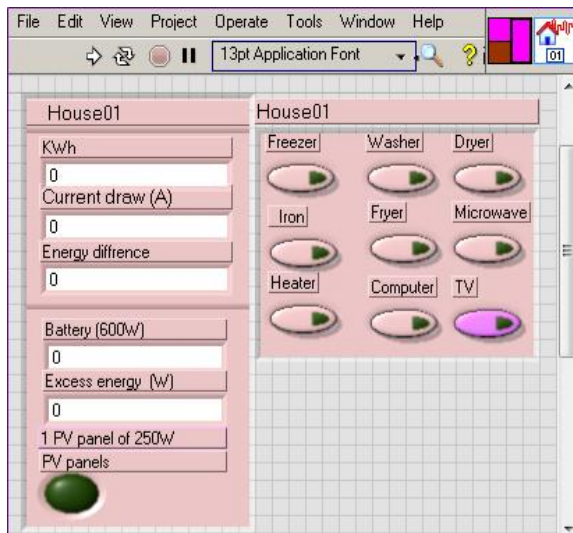 File Edit View Project Operate Tools Window Help
13pt Application Font
?
01
House01
KWh
0
Current draw (A)
0
Energy diffrence
0
Battery (600W)
0
Excess energy (W)
0
1 PV panel of 250W
PV panels
House01
Freezer Washer Dryer
Iron Fryer Microwave
Heater Computer TV